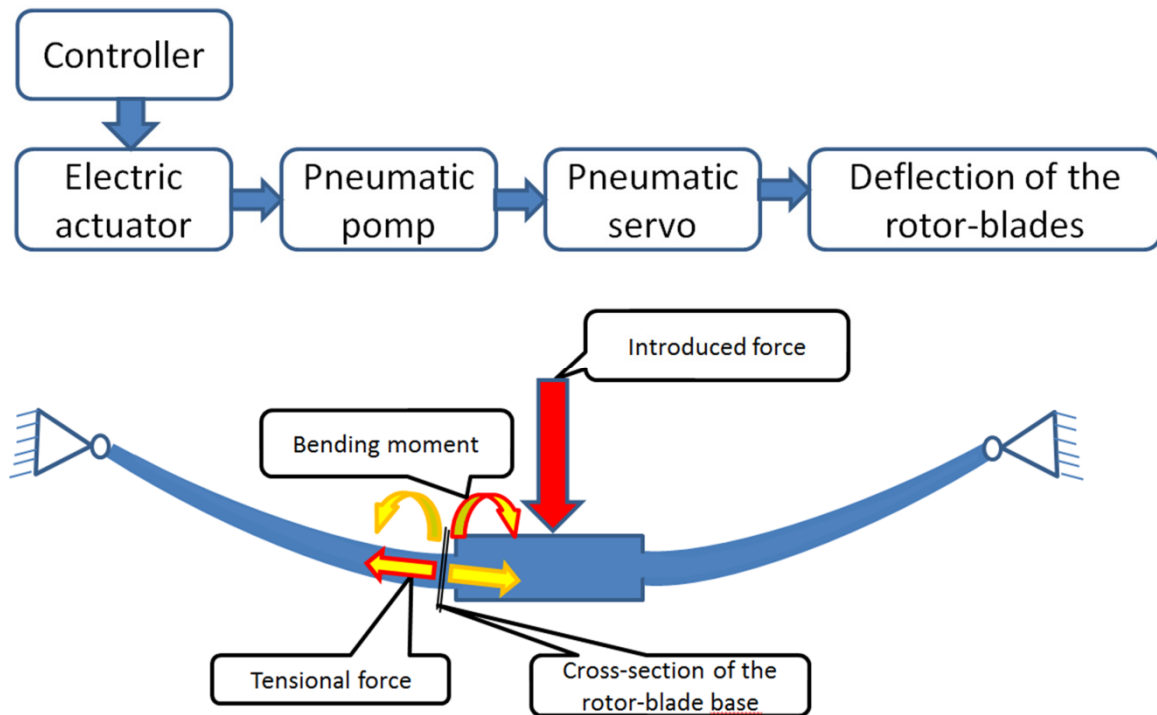 Controller
Electric
actuator
Pneumatic
pomp
Pneumatic
servo
Deflection of the
rotor-blades
Introduced force
Bending moment
Tensional force
Cross-section of the
rotor-blade base